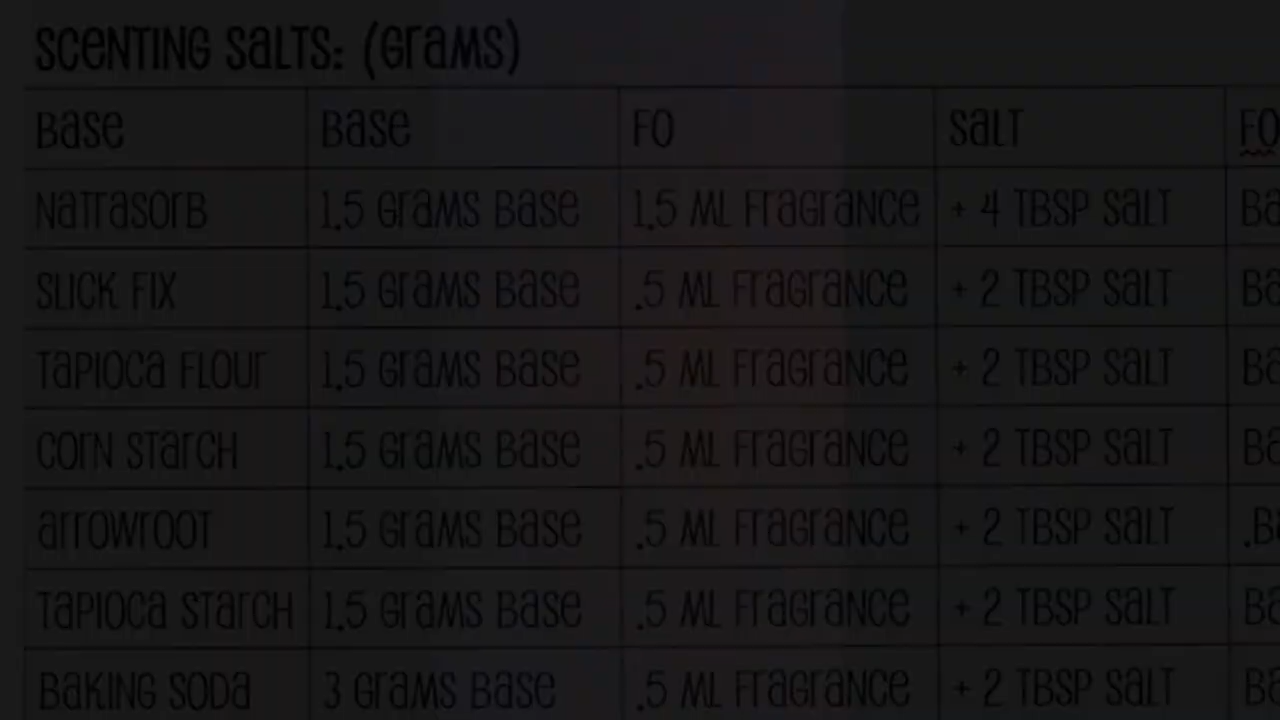 SCENTING SALTS: (GRAMS)
Base Base FO Salt FO
Nattasorb 1.5 Grams Base 1.5 ML Fragrance + 4 TBSP Salt Ba
Slick Fix 1.5 Grams Base .5 ML Fragrance + 2 TBSP Salt Ba
Tapioca Flour 1.5 Grams Base .5 ML Fragrance + 2 TBSP Salt Ba
Corn Starch 1.5 Grams Base .5 ML Fragrance + 2 TBSP Salt Ba
Arrowroot 1.5 Grams Base .5 ML Fragrance + 2 TBSP Salt .Ba
Tapioca Starch 1.5 Grams Base .5 ML Fragrance + 2 TBSP Salt Ba
Baking Soda 3 Grams Base .5 ML Fragrance + 2 TBSP Salt Ba